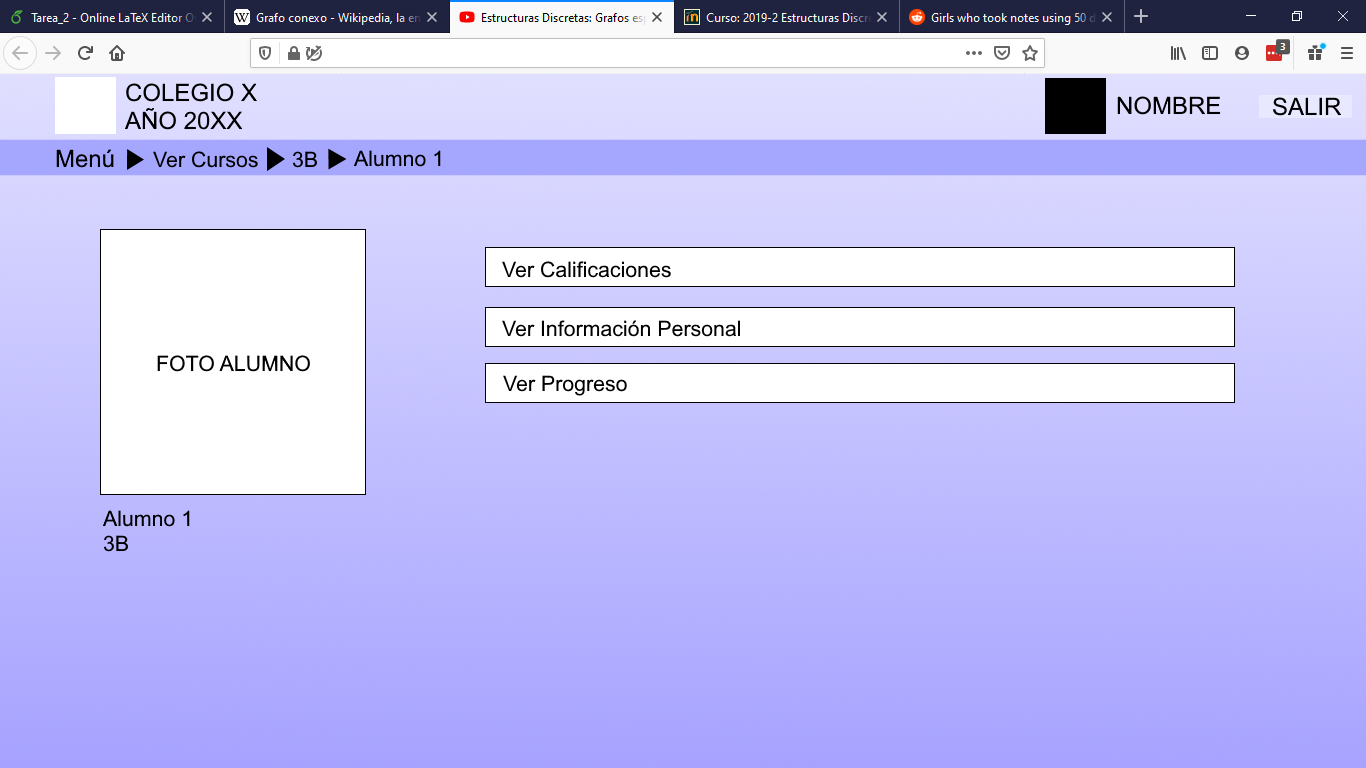 Tarea_2 - Online LaTeX Editor O
Grafo conexo - Wikipedia, la en
Estructuras Discretas: Grafos es
Curso: 2019-2 Estructuras Discr
Girls who took notes using 50 d
3
COLEGIO X
AÑO 20XX
NOMBRE
SALIR
Menú
Ver Cursos
3B
Alumno 1
FOTO ALUMNO
Ver Calificaciones
Ver Información Personal
Ver Progreso
Alumno 1
3B